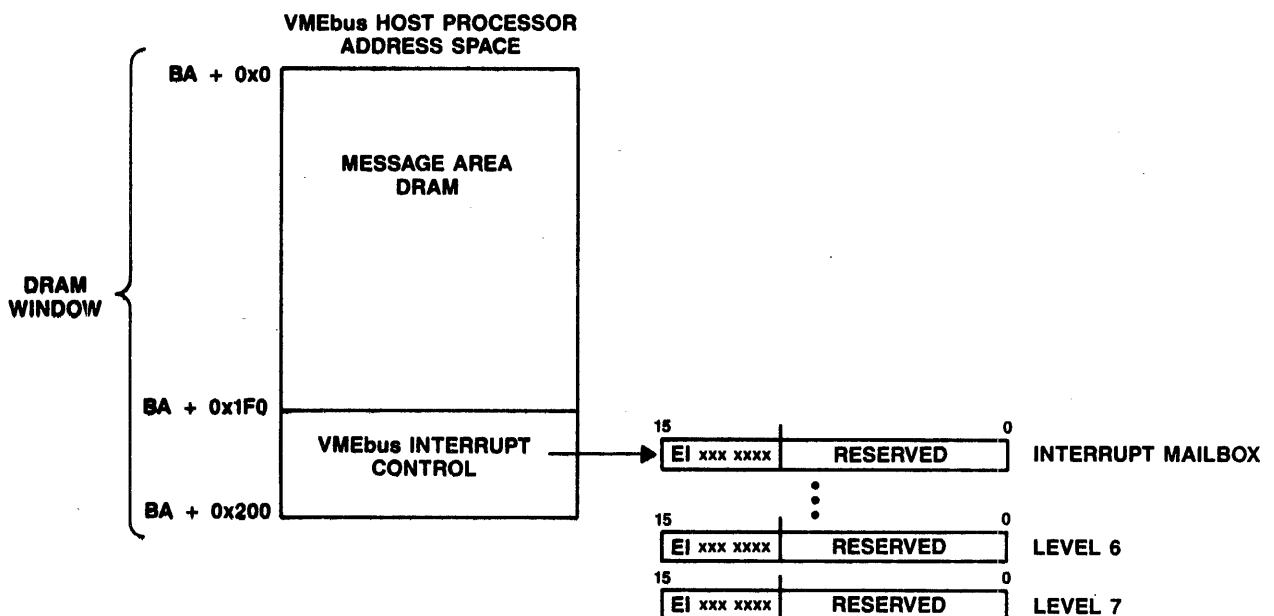 VMEbus HOST PROCESSOR
ADDRESS SPACE
BA + 0x0
MESSAGE AREA
DRAM
DRAM
WINDOW
BA + 0x1F0
VMEbus INTERRUPT
CONTROL
BA + 0x200
15 0
EI xxx xxxx RESERVED INTERRUPT MAILBOX
15 0
EI xxx xxxx RESERVED LEVEL 6
15 0
EI xxx xxxx RESERVED LEVEL 7